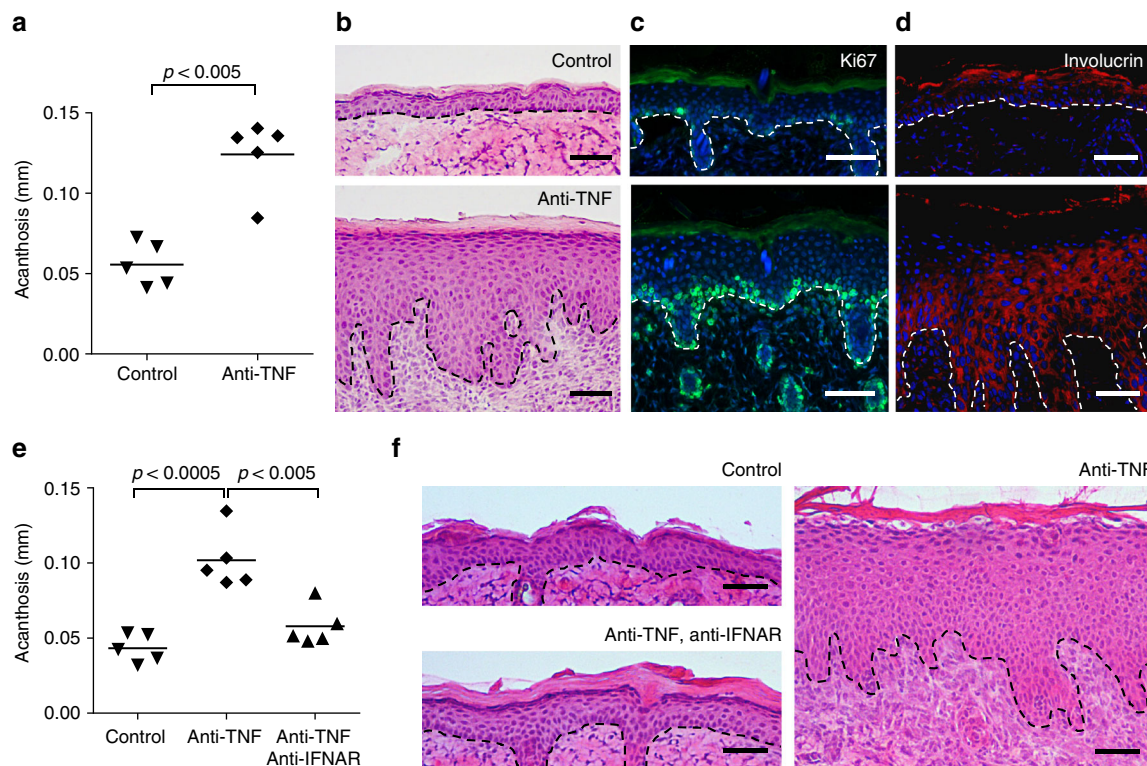 a
p < 0.005
Acanthosis (mm)
0.15
0.10
0.05
0.00
Control
Anti-TNF
b
Control
Anti-TNF
c
Ki67
d
Involucrin
e
p < 0.0005
p < 0.005
Acanthosis (mm)
0.15
0.10
0.05
0.00
Control
Anti-TNF
Anti-TNF
Anti-IFNAR
f
Control
Anti-TNF, anti-IFNAR
Anti-TNF